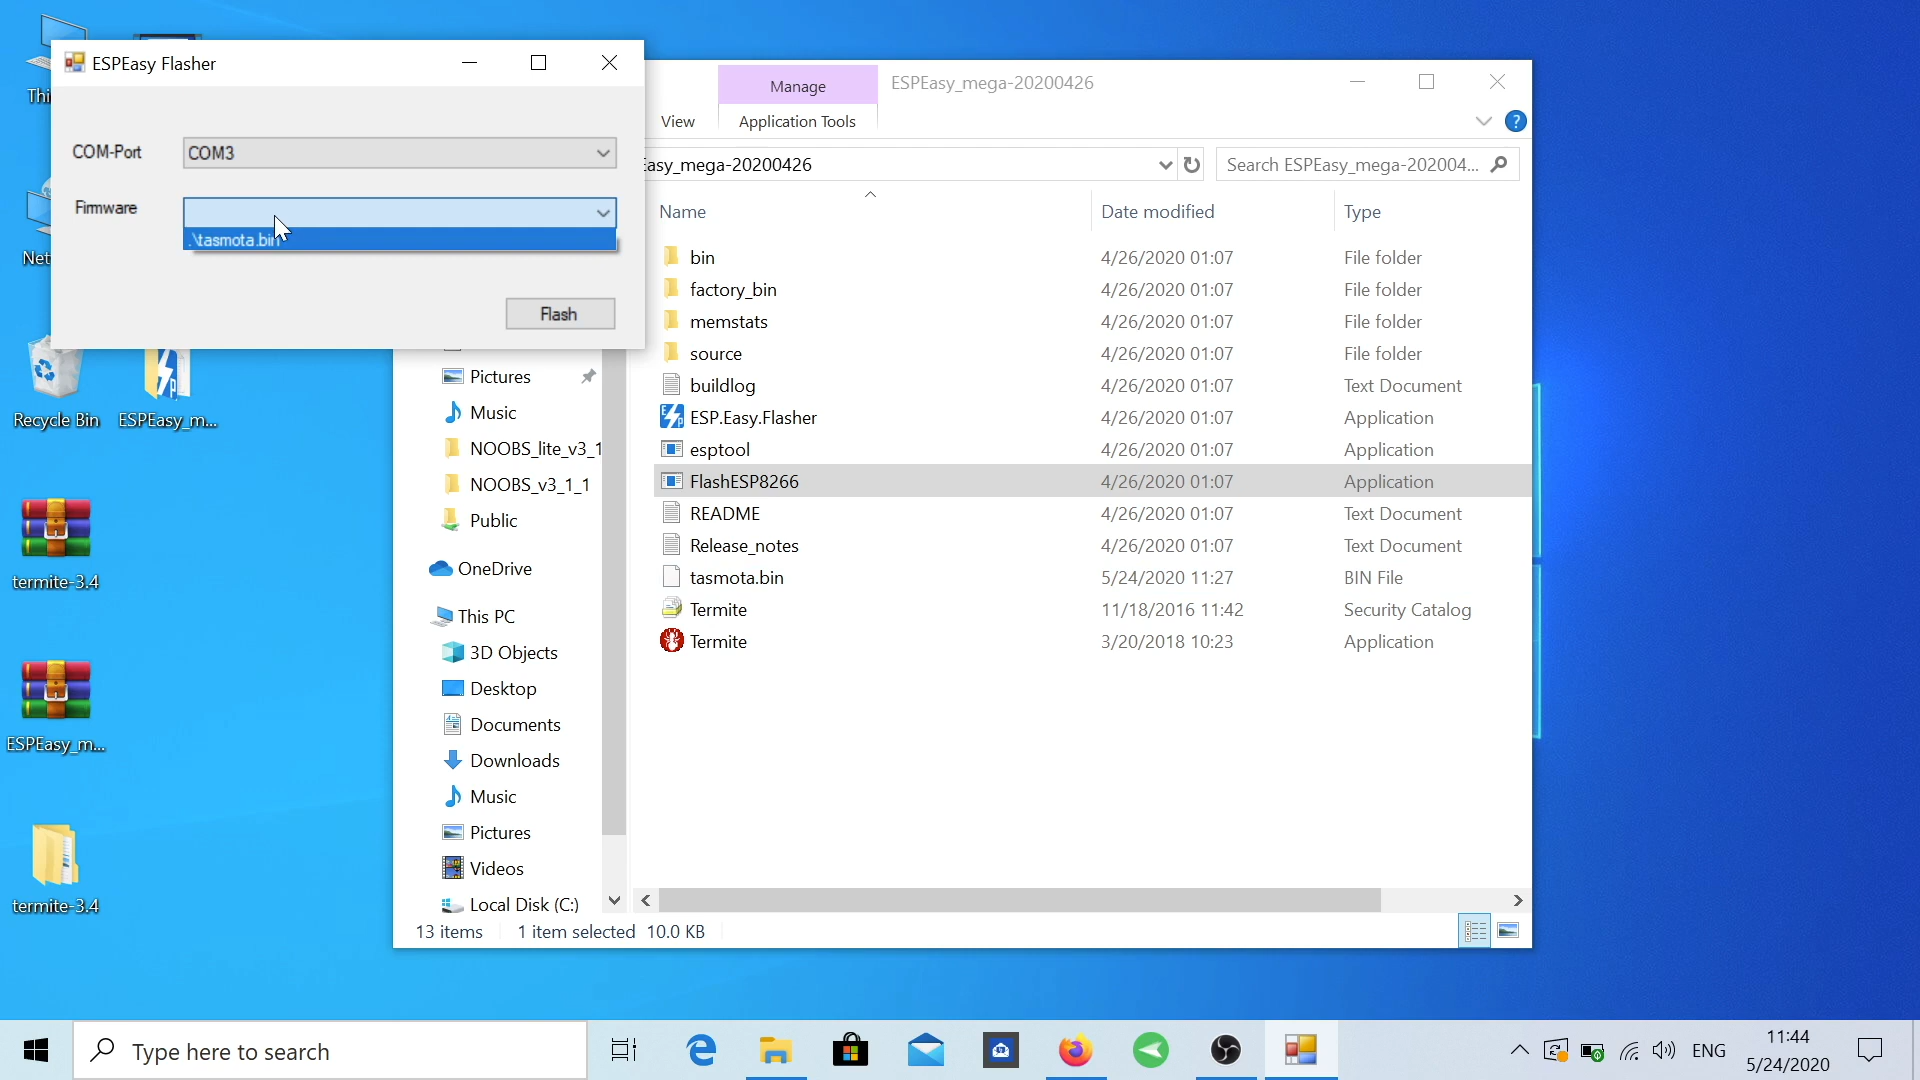 ESPEasy Flasher
COM-Port
COM3
Firmware
.\tasmota.bin
Flash
Manage
ESPEasy_mega-20200426
View
Application Tools
Easy_mega-20200426
Search ESPEasy_mega-202004...
Name
Date modified
Type
bin
4/26/2020 01:07
File folder
factory_bin
4/26/2020 01:07
File folder
memstats
4/26/2020 01:07
File folder
source
4/26/2020 01:07
File folder
buildlog
4/26/2020 01:07
Text Document
ESP.Easy.Flasher
4/26/2020 01:07
Application
esptool
4/26/2020 01:07
Application
FlashESP8266
4/26/2020 01:07
Application
README
4/26/2020 01:07
Text Document
Release_notes
4/26/2020 01:07
Text Document
tasmota.bin
5/24/2020 11:27
BIN File
Termite
11/18/2016 11:42
Security Catalog
Termite
3/20/2018 10:23
Application
Pictures
Music
NOOBS_lite_v3_1
NOOBS_v3_1_1
Public
OneDrive
This PC
3D Objects
Desktop
Documents
Downloads
Music
Pictures
Videos
Local Disk (C:)
13 items
1 item selected 10.0 KB
Thi
Net
Recycle Bin
ESPEasy_m...
termite-3.4
ESPEasy_m...
termite-3.4
Type here to search
ENG
11:44
5/24/2020